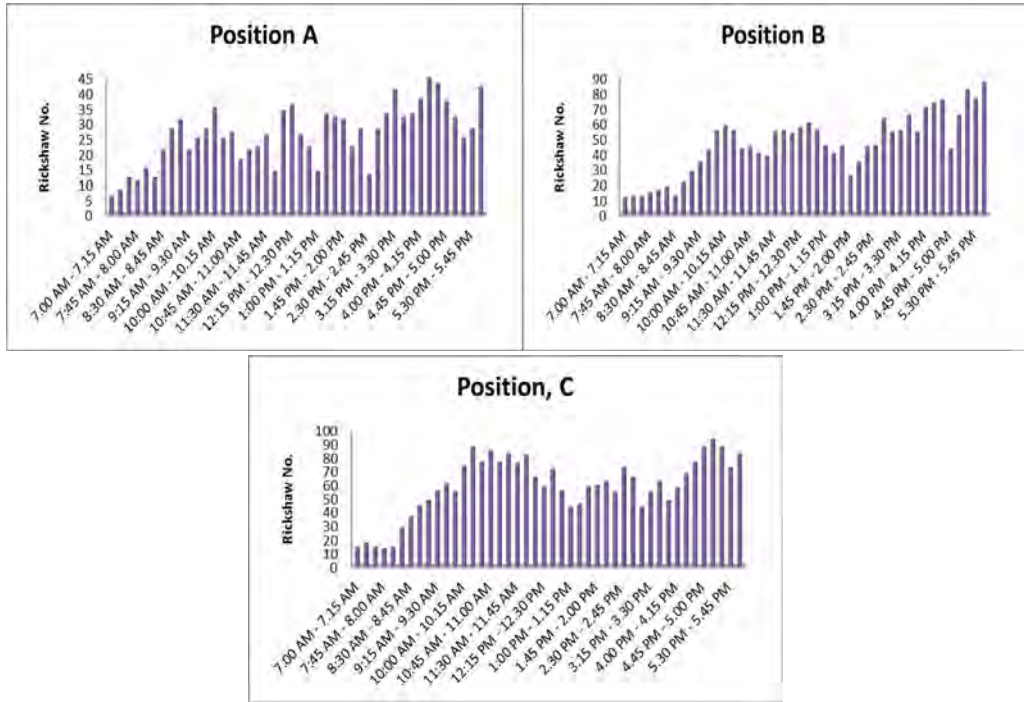 Position A
Rickshaw No.
45
40
35
30
25
20
15
10
5
0
7.00 AM - 7.15 AM
7:45 AM - 8.00 AM
8:30 AM - 8.45 AM
9:15 AM - 9.30 AM
10:00 AM - 10.15 AM
10:45 AM - 11:00 AM
11:30 AM - 11.45 AM
12:15 PM - 12:30 PM
1:00 PM - 1.15 PM
1:45 PM - 2:00 PM
2:30 PM - 2.45 PM
3.15 PM - 3:30 PM
4:00 PM - 4,15 PM
4:45 PM - 5:00 PM
5:30 PM - 5.45 PM
Position B
Rickshaw No.
90
80
70
60
50
40
30
20
10
0
7.00 AM - 7.15 AM
7:45 AM - 8.00 AM
8:30 AM - 8.45 AM
9:15 AM - 9.30 AM
10:00 AM - 10.15 AM
10:45 AM - 11:00 AM
11:30 AM - 11.45 AM
12:15 PM - 12:30 PM
1:00 PM - 1.15 PM
1:45 PM - 2:00 PM
2:30 PM - 2.45 PM
3.15 PM - 3.30 PM
4.00 PM - 4.15 PM
4.45 PM - 5:00 PM
5.30 PM - 5.45 PM
Position, C
Rickshaw No.
100
90
80
70
60
50
40
30
20
10
0
7.00 AM - 7.15 AM
7:45 AM - 8.00 AM
8:30 AM - 8.45 AM
9:15 AM - 9.30 AM
10:00 AM - 10.15 AM
10:45 AM - 11:00 AM
11:30 AM - 11.45 AM
12:15 PM - 12:30 PM
1:00 PM - 1.15 PM
1.45 PM - 2.00 PM
2:30 PM - 2.45 PM
3.15 PM - 3:30 PM
4.00 PM - 4.15 PM
4.45 PM - 5:00 PM
5.30 PM - 5.45 PM